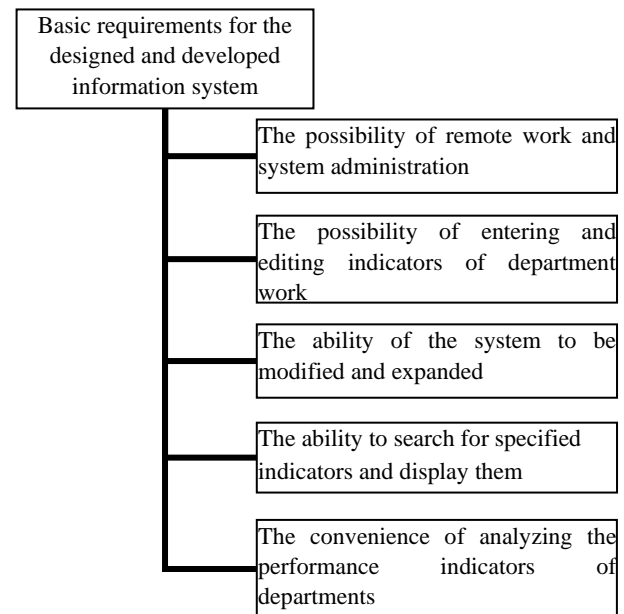 Basic requirements for the
designed and developed
information system
The possibility of remote work and
system administration
The possibility of entering and
editing indicators of department
work
The ability of the system to be
modified and expanded
The ability to search for specified
indicators and display them
The convenience of analyzing the
performance indicators of
departments